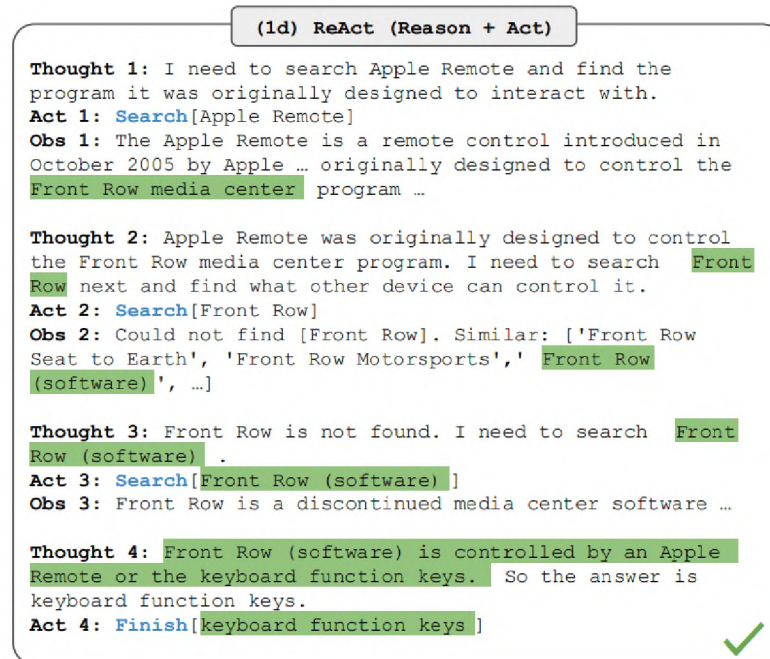 (1d) ReAct (Reason + Act)
Thought 1: I need to search Apple Remote and find the
program it was originally designed to interact with.
Act 1: Search[Apple Remote]
Obs 1: The Apple Remote is a remote control introduced in
October 2005 by Apple … originally designed to control the
Front Row media center program …
Thought 2: Apple Remote was originally designed to control
the Front Row media center program. I need to search Front
Row next and find what other device can control it.
Act 2: Search[Front Row]
Obs 2: Could not find [Front Row]. Similar: ['Front Row
Seat to Earth', 'Front Row Motorsports',' Front Row
(software)', …]
Thought 3: Front Row is not found. I need to search Front
Row (software) .
Act 3: Search[Front Row (software) ]
Obs 3: Front Row is a discontinued media center software …
Thought 4: Front Row (software) is controlled by an Apple
Remote or the keyboard function keys. So the answer is
keyboard function keys.
Act 4: Finish[keyboard function keys ]